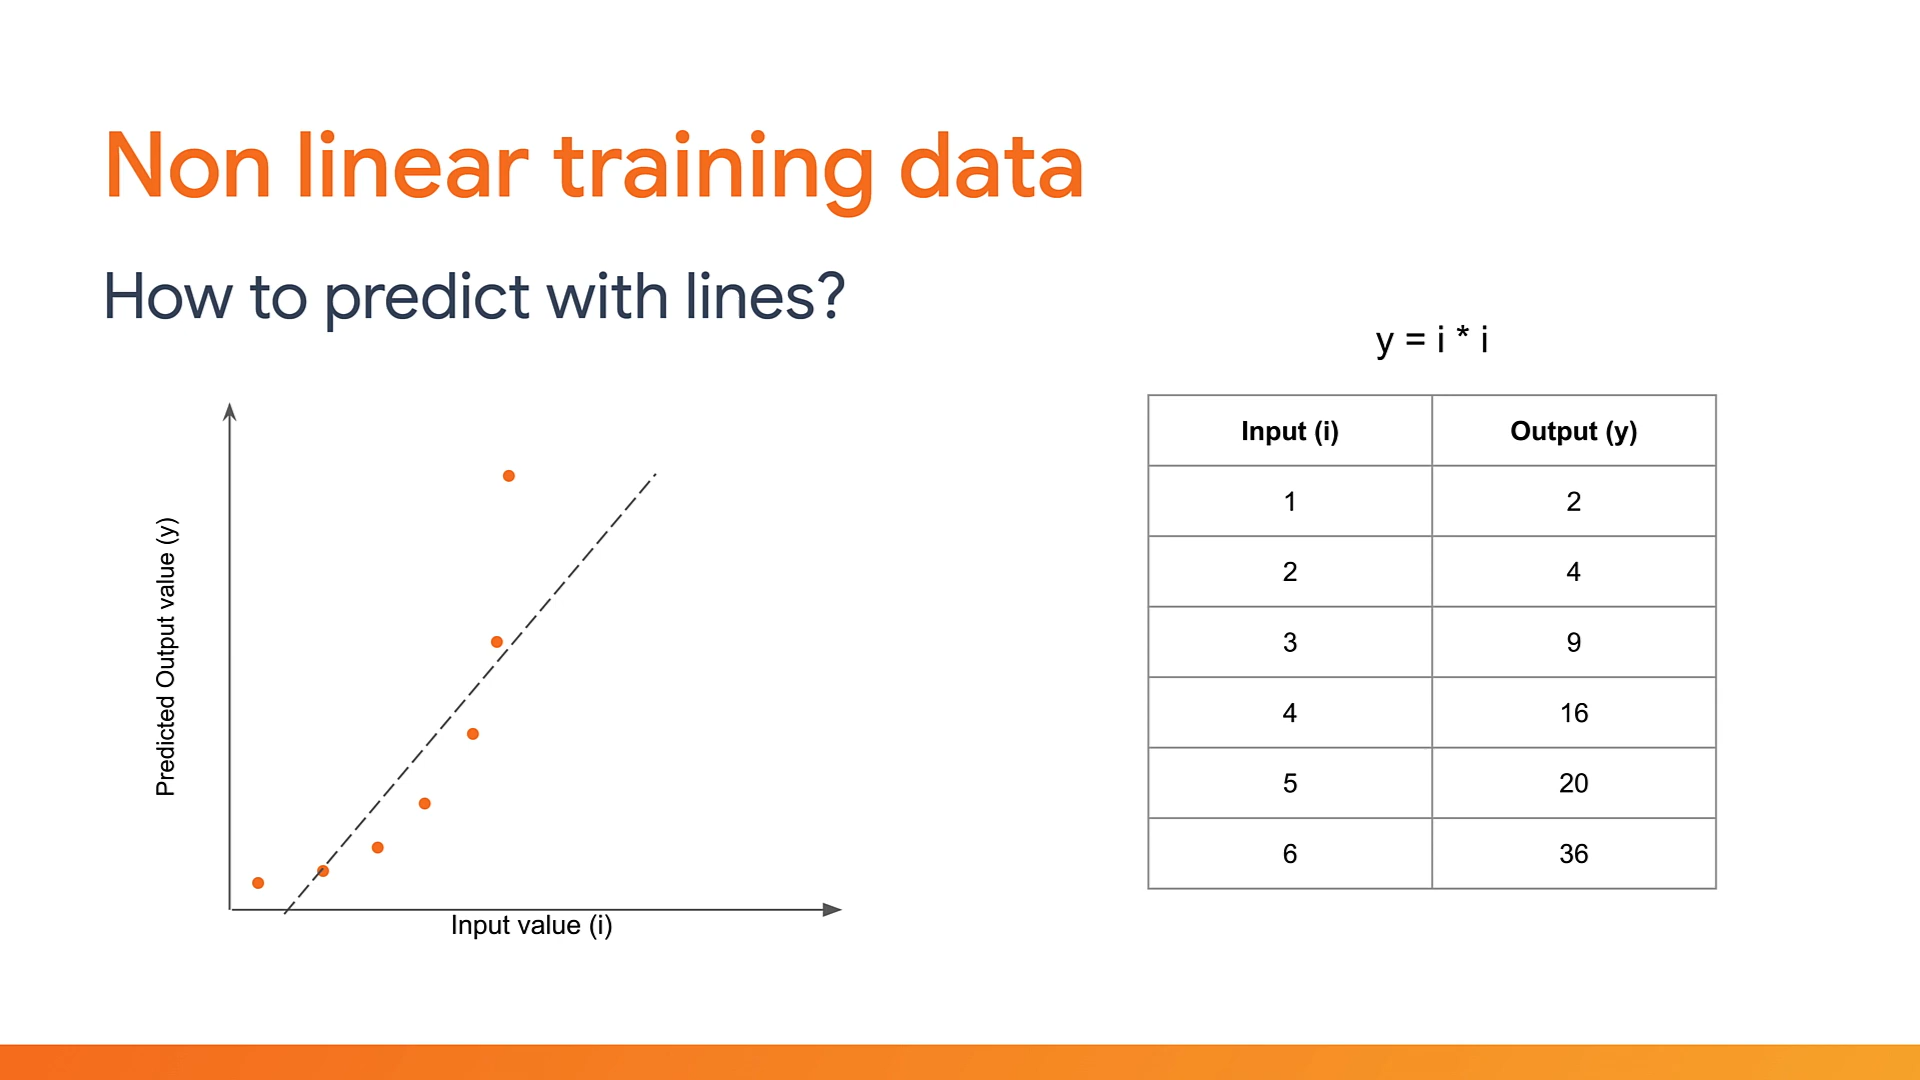 Non linear training data
How to predict with lines?
y = i * i
Predicted Output value (y)
Input value (i)
Input (i) Output (y)
1 2
2 4
3 9
4 16
5 20
6 36